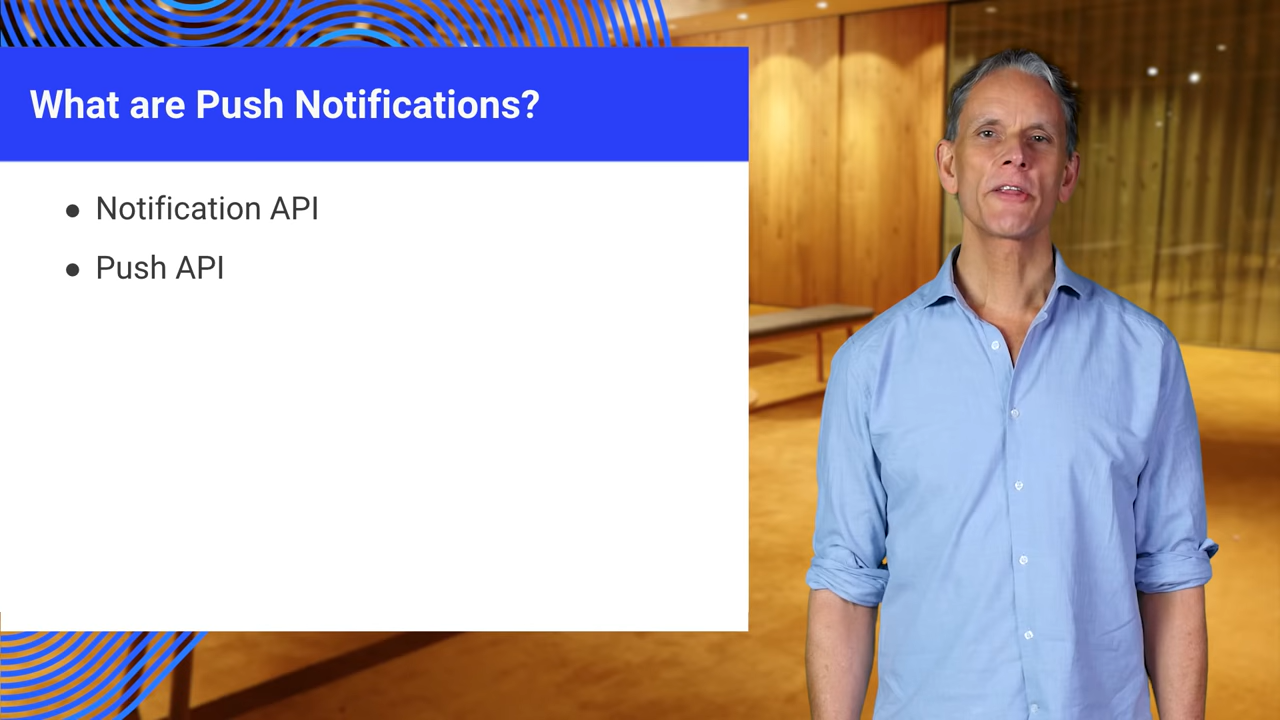 What are Push Notifications?
● Notification API
● Push API